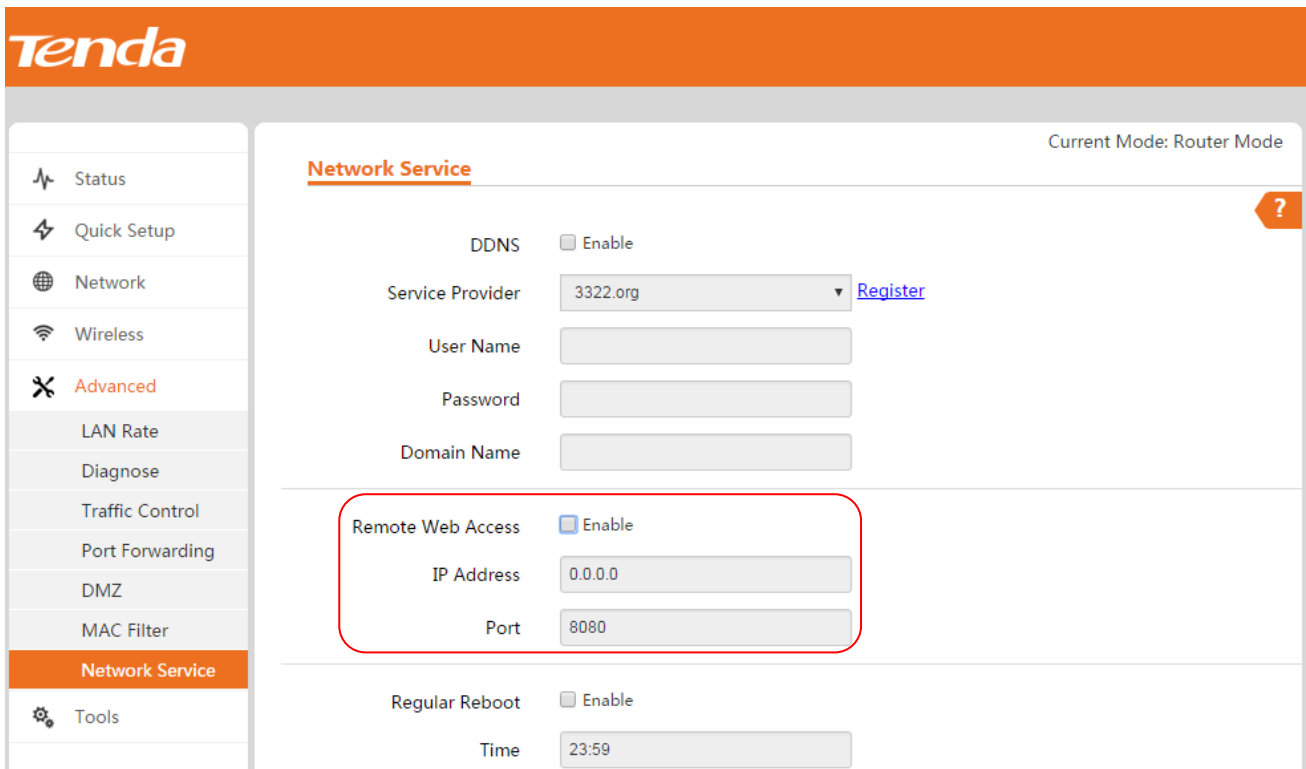 Tenda
Current Mode: Router Mode
Network Service
?
Status
Quick Setup
Network
Wireless
Advanced
LAN Rate
Diagnose
Traffic Control
Port Forwarding
DMZ
MAC Filter
Network Service
Tools
DDNS Enable
Service Provider 3322.org Register
User Name
Password
Domain Name
Remote Web Access Enable
IP Address 0.0.0.0
Port 8080
Regular Reboot Enable
Time 23:59